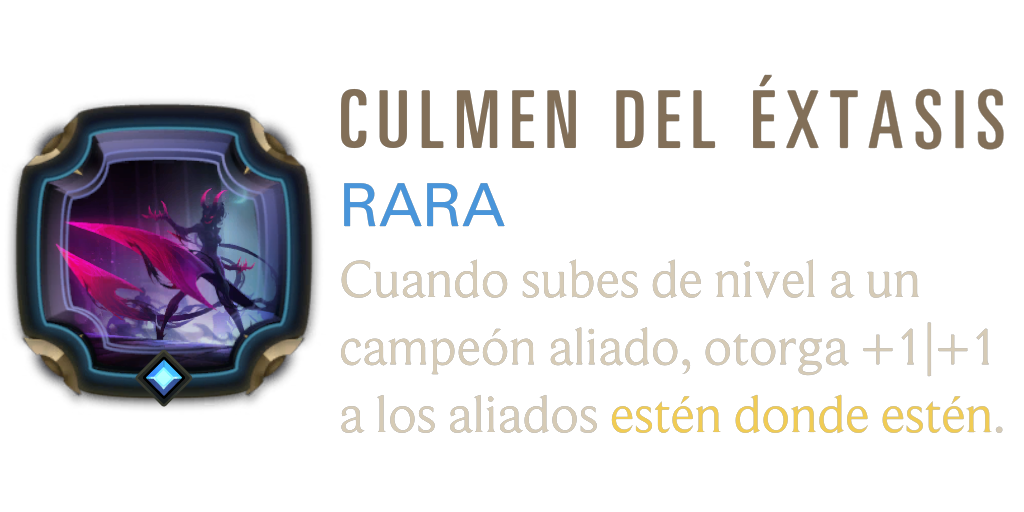 CULMEN DEL ÉXTASIS
RARA
Cuando subes de nivel a un
campeón aliado, otorga +1|+1
a los aliados estén donde estén.